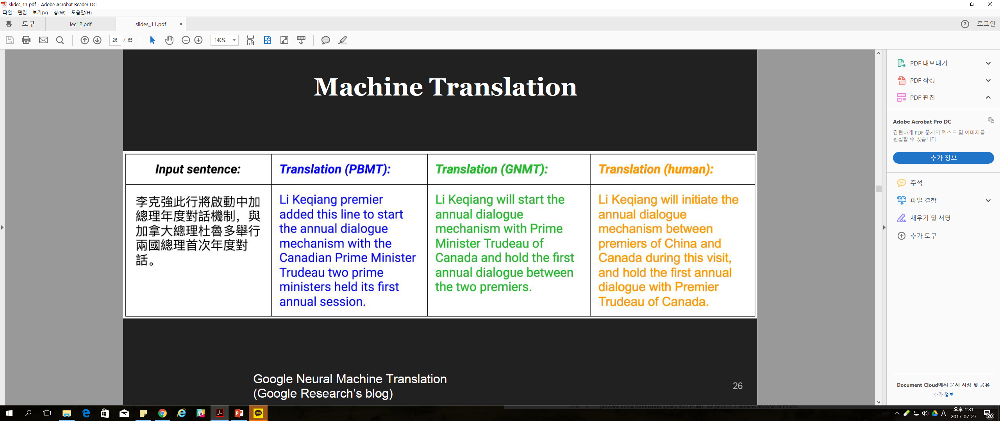 slides_11.pdf - Adobe Acrobat Reader DC
파일 편집 보기(V) 창(W) 도움말(H)
홈 도구 lec12.pdf slides_11.pdf × ? 로그인
26 / 65 148%
Machine Translation
Input sentence:
李克強此行將啟動中加
總理年度對話機制，與
加拿大總理杜魯多舉行
兩國總理首次年度對
話。
Translation (PBMT):
Li Keqiang premier
added this line to start
the annual dialogue
mechanism with the
Canadian Prime Minister
Trudeau two prime
ministers held its first
annual session.
Translation (GNMT):
Li Keqiang will start the
annual dialogue
mechanism with Prime
Minister Trudeau of
Canada and hold the first
annual dialogue between
the two premiers.
Translation (human):
Li Keqiang will initiate the
annual dialogue
mechanism between
premiers of China and
Canada during this visit,
and hold the first annual
dialogue with Premier
Trudeau of Canada.
Google Neural Machine Translation
(Google Research’s blog)
26
PDF 내보내기
PDF 작성
PDF 편집
Adobe Acrobat Pro DC
간편하게 PDF 문서의 텍스트 및 이미지를
편집할 수 있습니다.
추가 정보
주석
파일 결합
채우기 및 서명
추가 도구
Document Cloud에서 문서 저장 및 공유
추가 정보
TALK
A
오후 1:31
2017-07-27
20